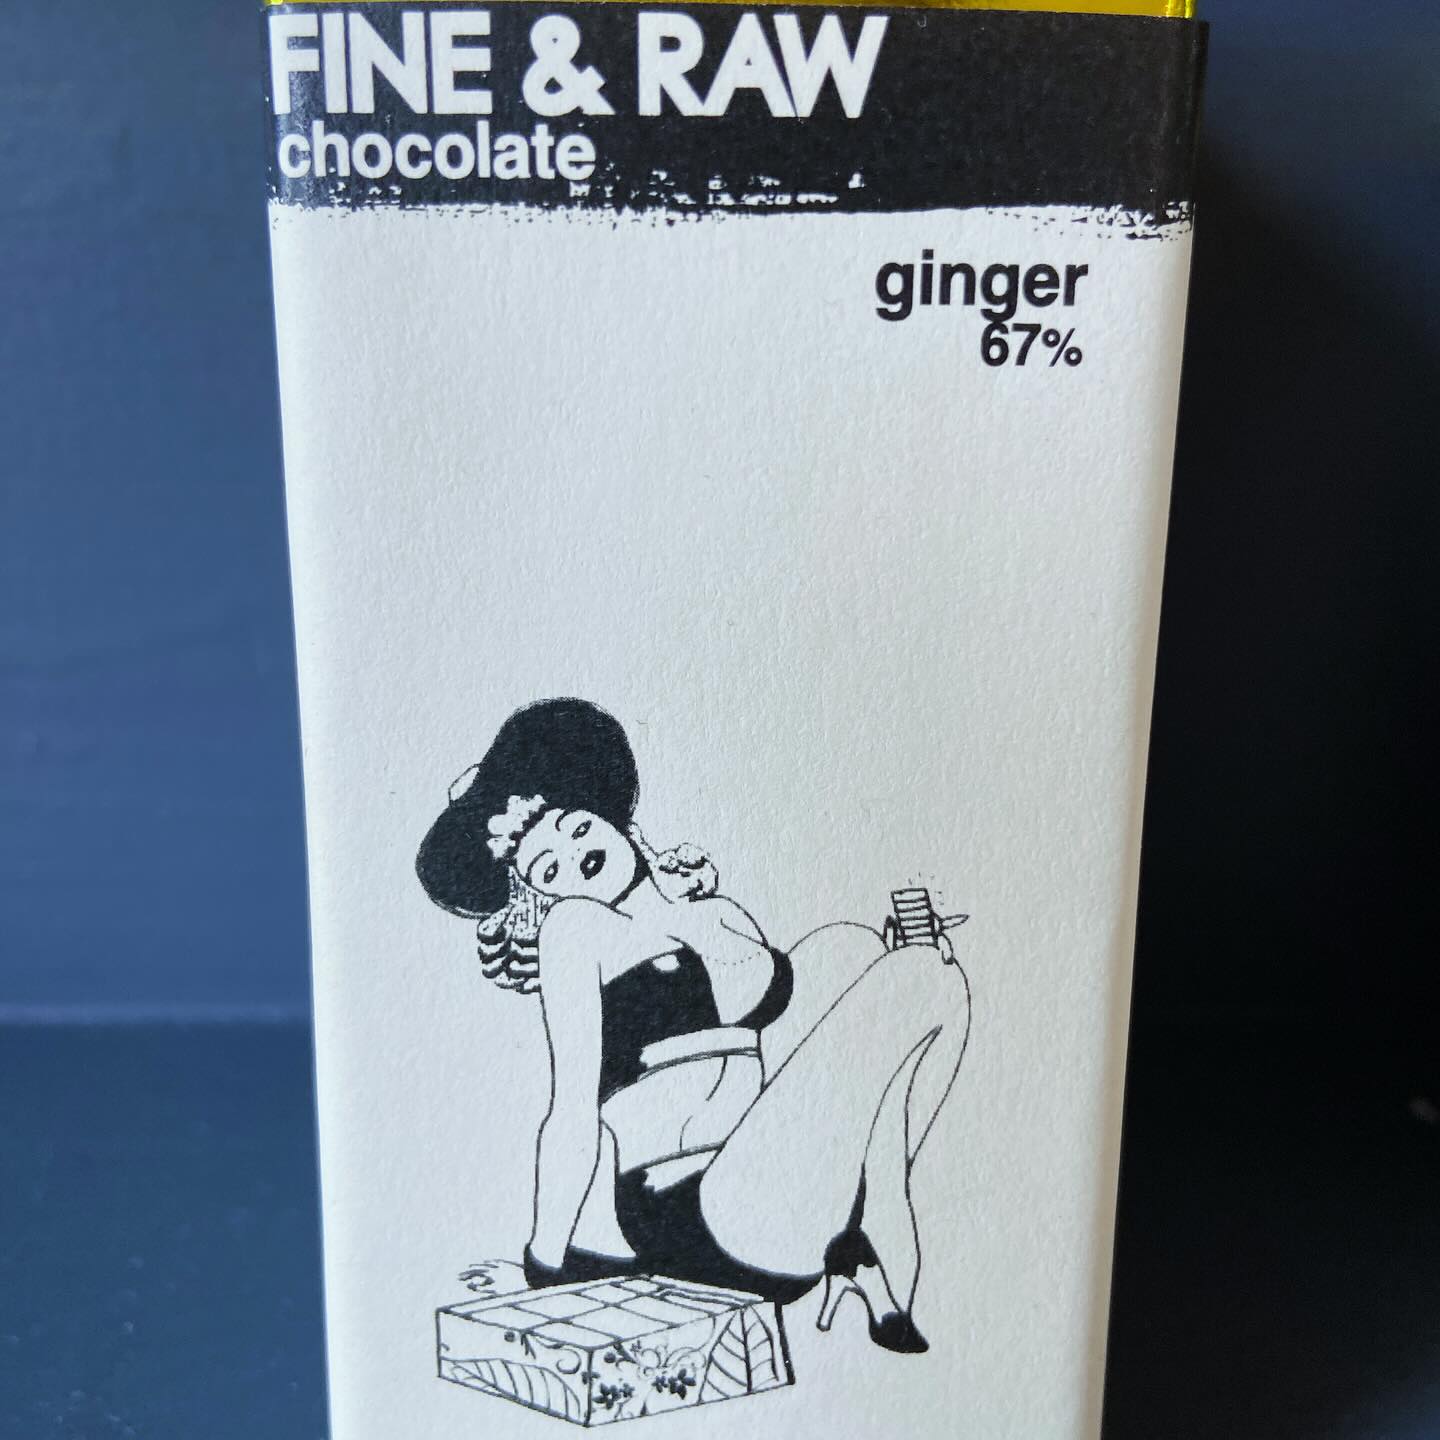 FINE & RAW
chocolate
ginger
67%